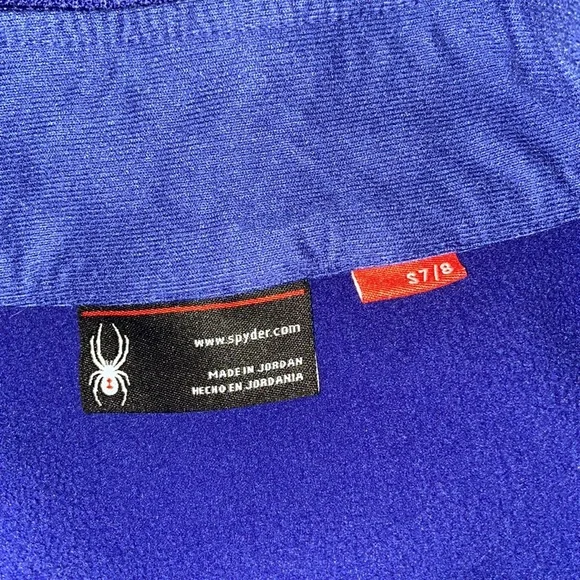 S7/8
www.spyder.com
MADE IN JORDAN
HECHO EN JORDANIA